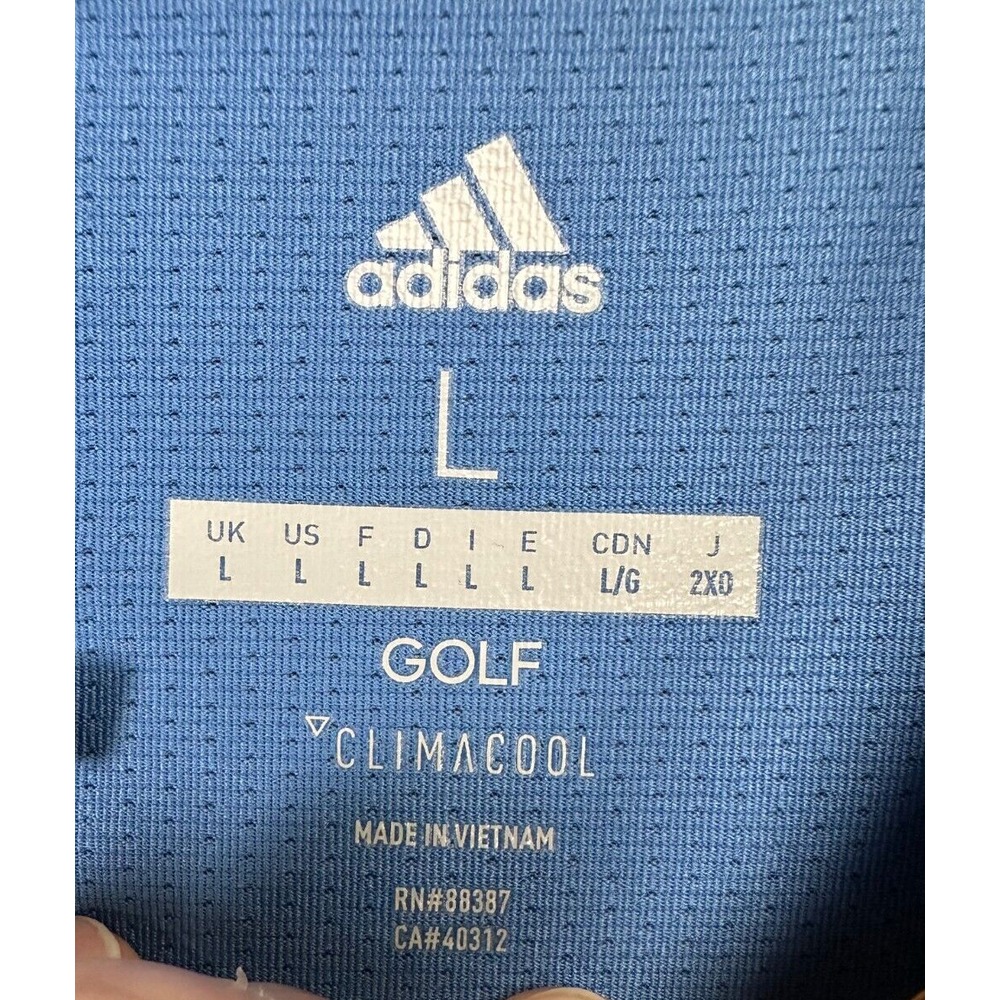 adidas
L
UK US F D I E CDN J
L L L L L L L/G 2XO
GOLF
CLIMACOOL
MADE IN VIETNAM
RN#88387
CA#40312